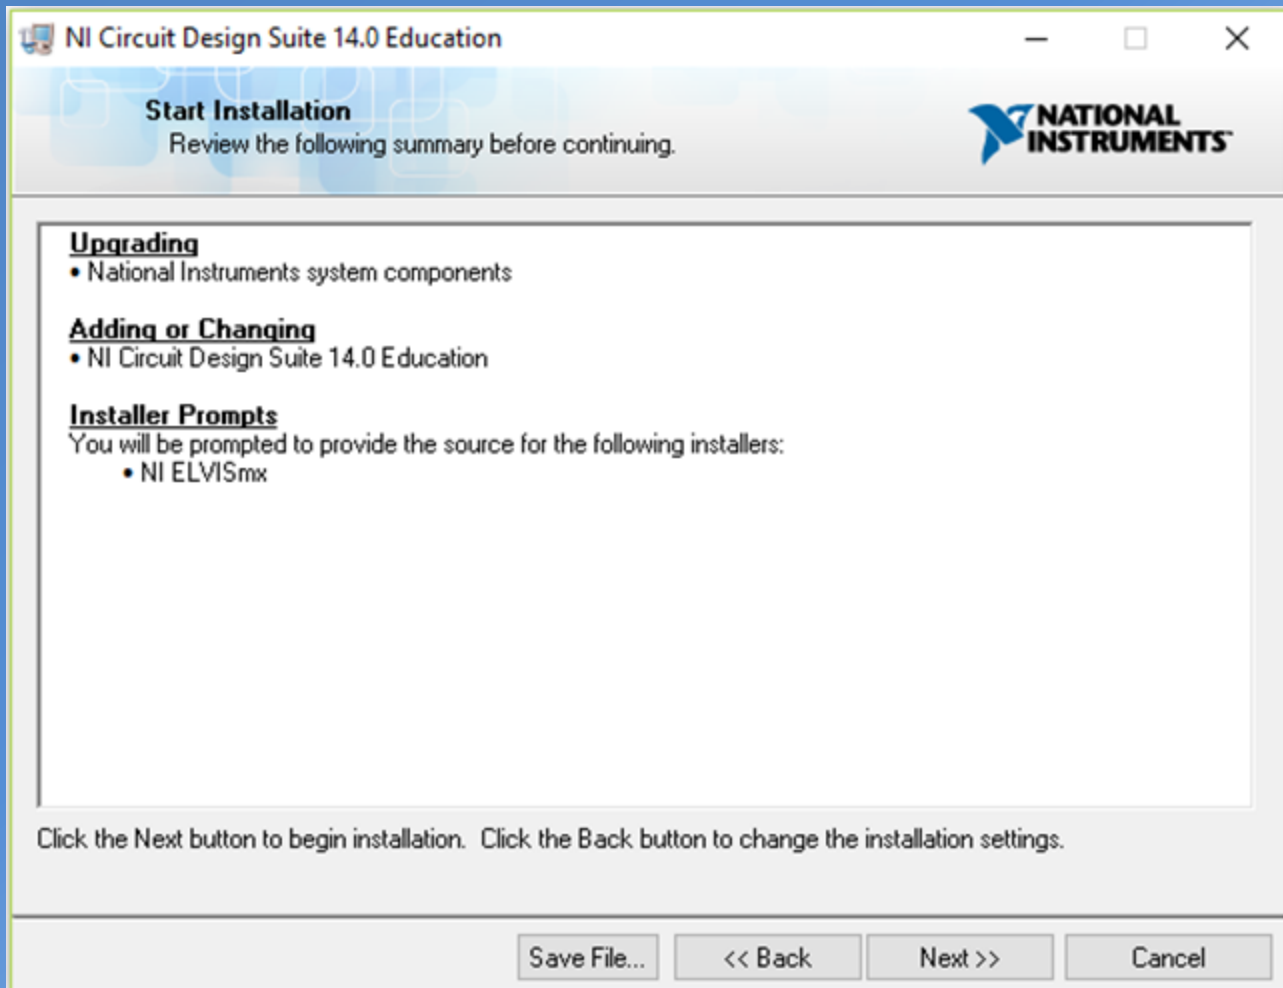 NI Circuit Design Suite 14.0 Education
Start Installation
Review the following summary before continuing.
NATIONAL
INSTRUMENTS™
Upgrading
• National Instruments system components
Adding or Changing
• NI Circuit Design Suite 14.0 Education
Installer Prompts
You will be prompted to provide the source for the following installers:
• NI ELVISmx
Click the Next button to begin installation.  Click the Back button to change the installation settings.
Save File... << Back Next >> Cancel